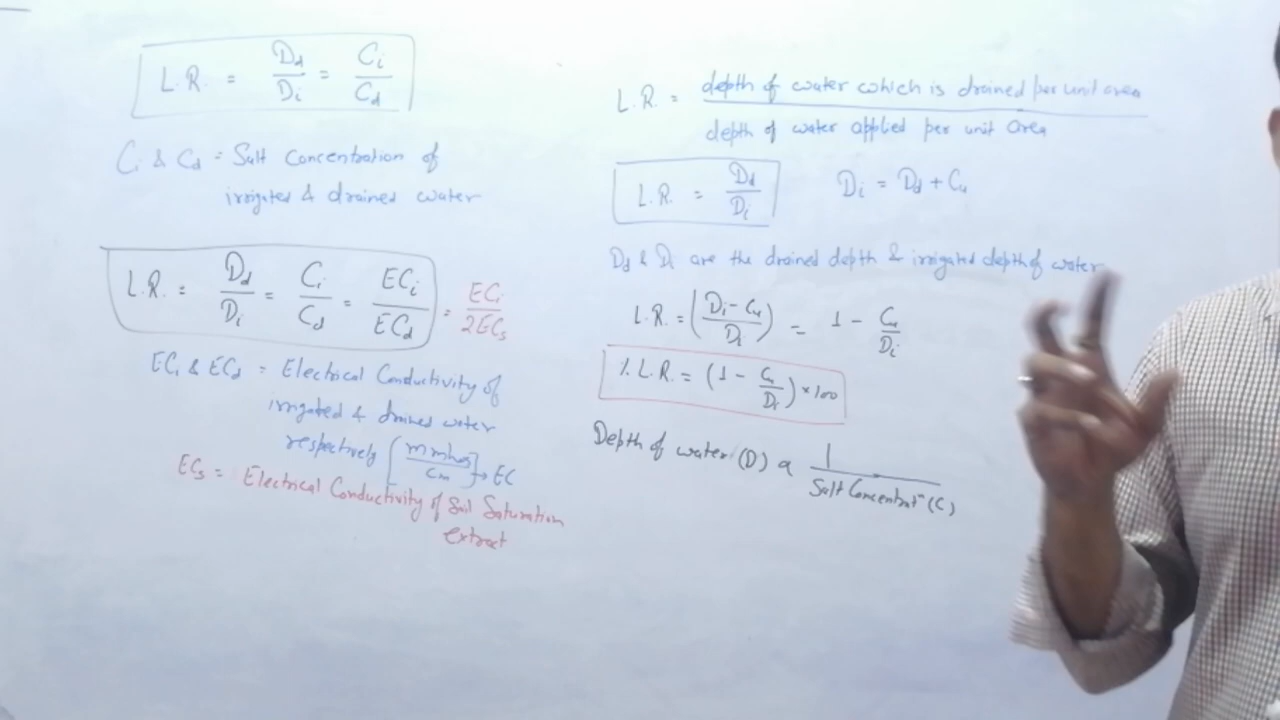 L.R. = Dd/Di = Ci/Cd
Ci & Cd = Salt Concentration of
irrigated & drained water
L.R. = Dd/Di = Ci/Cd = ECi/ECd = ECi/2ECs
ECi & ECd = Electrical Conductivity of
irrigated & drained water
respectively [m mhos/cm] → EC
ECs = Electrical Conductivity of Soil Saturation
extract
L.R. = depth of water which is drained per unit area / depth of water applied per unit area
L.R. = Dd/Di
Di = Dd + Cu
Dd & Di are the drained depth & irrigated depth of water
L.R. = (Di - Cu/Di) = 1 - Cu/Di
% L.R. = (1 - Cu/Di) × 100
Depth of water (D) α 1/Salt Concentratⁿ (C)